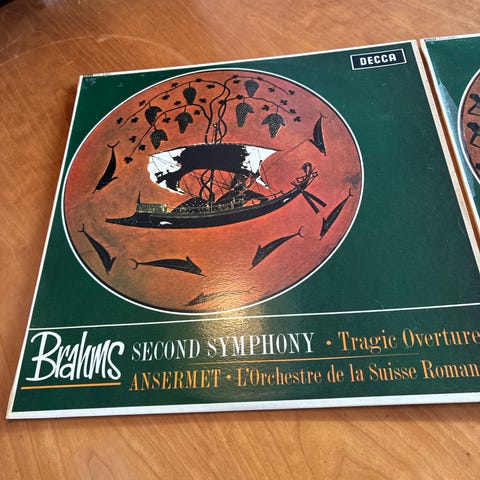 DECCA
Brahms SECOND SYMPHONY • Tragic Overture
ANSERMET • L'Orchestre de la Suisse Roman